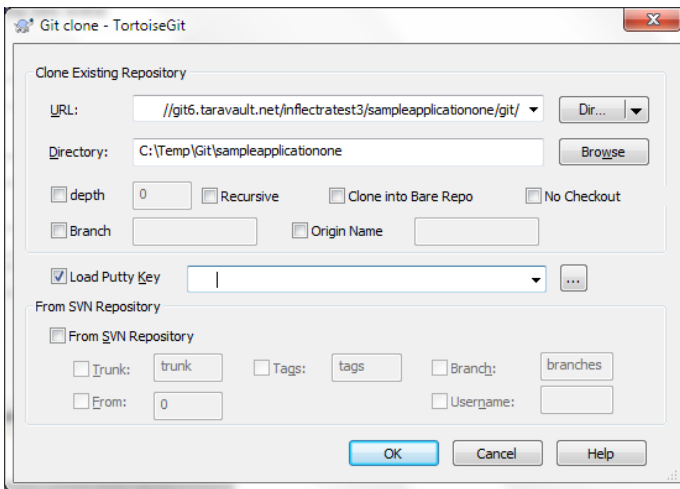 Git clone - TortoiseGit
Clone Existing Repository
URL: //git6.taravault.net/inflectratest3/sampleapplicationone/git/ Dir...
Directory: C:\Temp\Git\sampleapplicationone Browse
depth 0 Recursive Clone into Bare Repo No Checkout
Branch Origin Name
Load Putty Key ...
From SVN Repository
From SVN Repository
Trunk: trunk Tags: tags Branch: branches
From: 0 Username:
OK Cancel Help